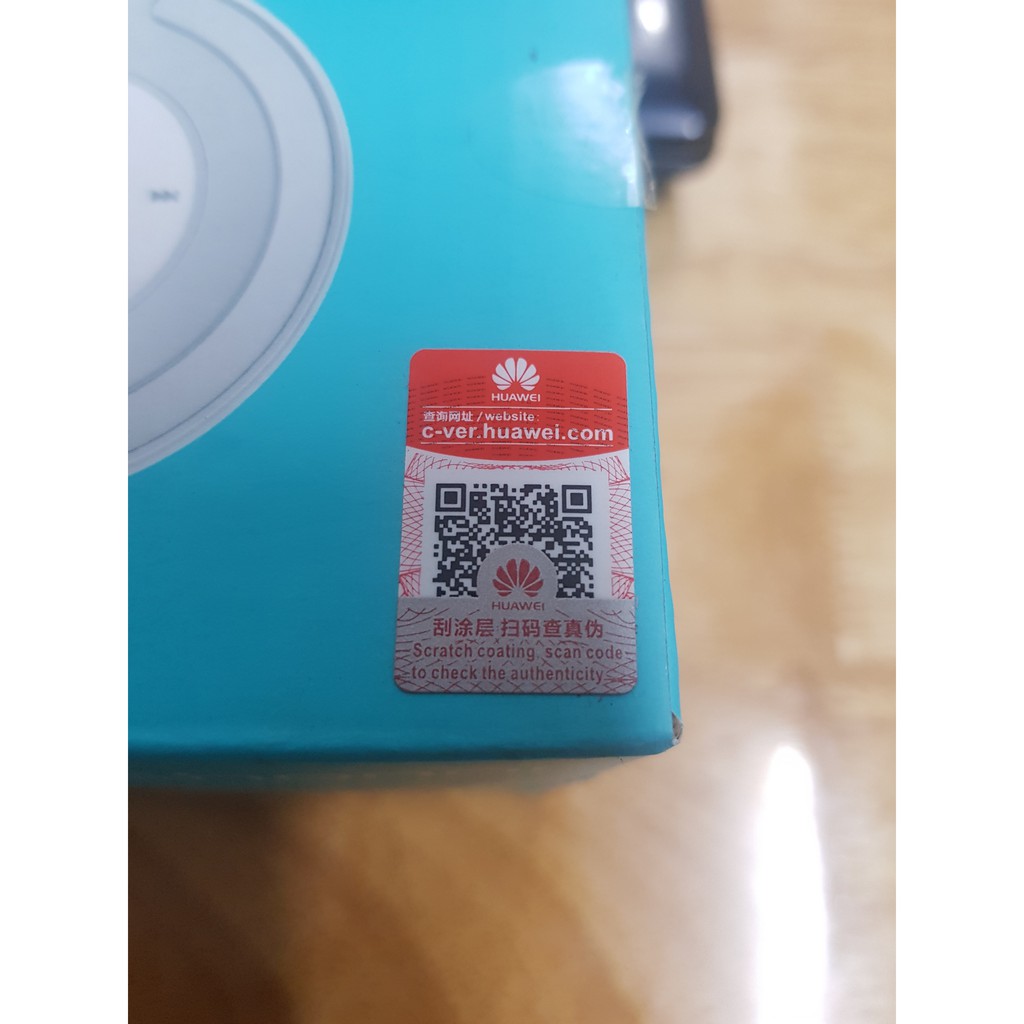 HUAWEI
查询网址 / website:
c-ver.huawei.com
HUAWEI
刮涂层 扫码查真伪
Scratch coating, scan code
to check the authenticity